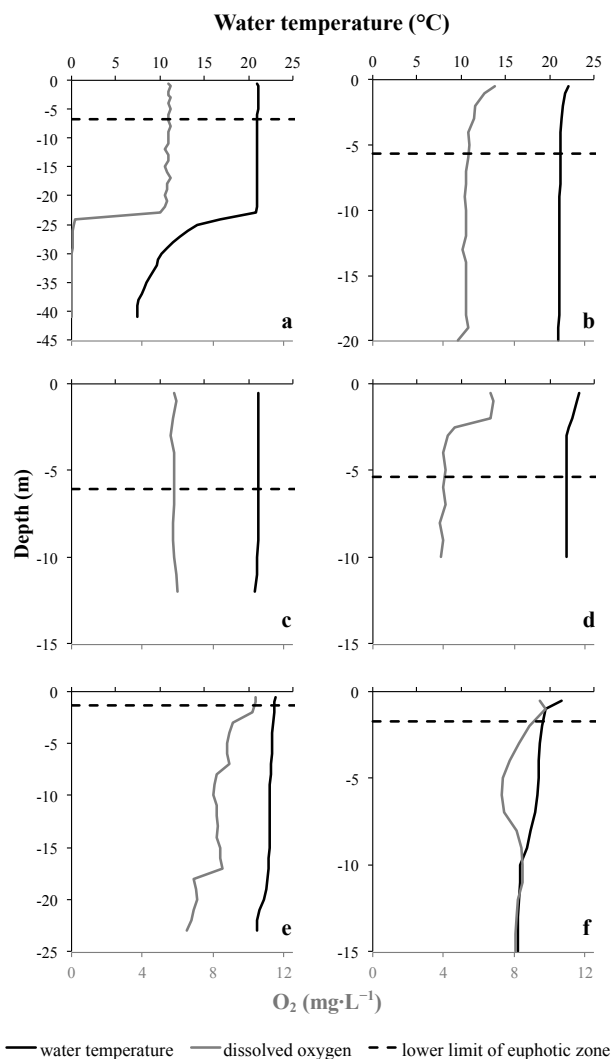 Water temperature (°C)
0 5 10 15 20 25 0 5 10 15 20 25
0
-5
-10
-15
-20
-25
-30
-35
-40
-45
a
0
-5
-10
-15
-20
b
Depth (m)
0
-5
-10
-15
c
0
-5
-10
-15
d
0
-5
-10
-15
-20
-25
e
0
-5
-10
-15
f
0 4 8 12 0 4 8 12
O₂ (mg·L⁻¹)
water temperature dissolved oxygen lower limit of euphotic zone